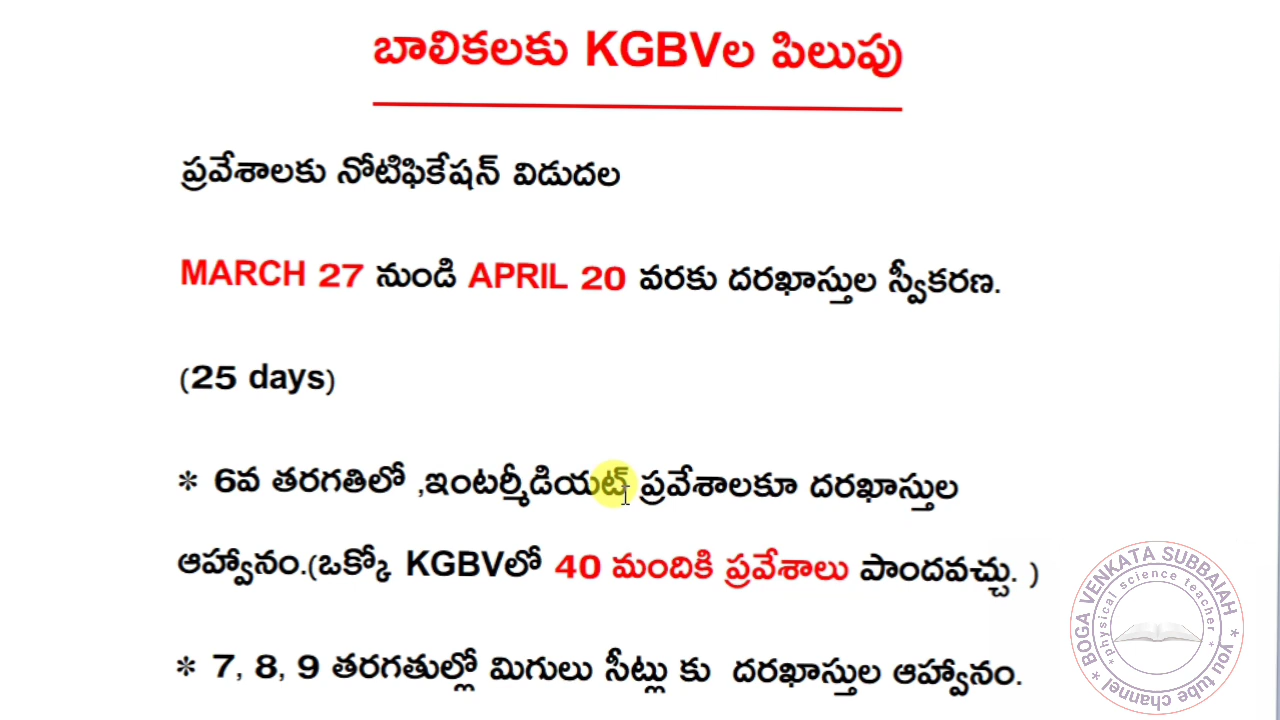 బాలికలకు KGBVల పిలుపు
ప్రవేశాలకు నోటిఫికేషన్ విడుదల
MARCH 27 నుండి APRIL 20 వరకు దరఖాస్తుల స్వీకరణ.
(25 days)
* 6వ తరగతిలో ,ఇంటర్మీడియట్ ప్రవేశాలకూ దరఖాస్తుల
ఆహ్వానం.(ఒక్కో KGBVలో 40 మందికి ప్రవేశాలు పొందవచ్చు. )
* 7, 8, 9 తరగతుల్లో మిగులు సీట్లు కు దరఖాస్తుల ఆహ్వానం.
* BOGA VENKATA SUBBAIAH * you tube channel
* physical science teacher *